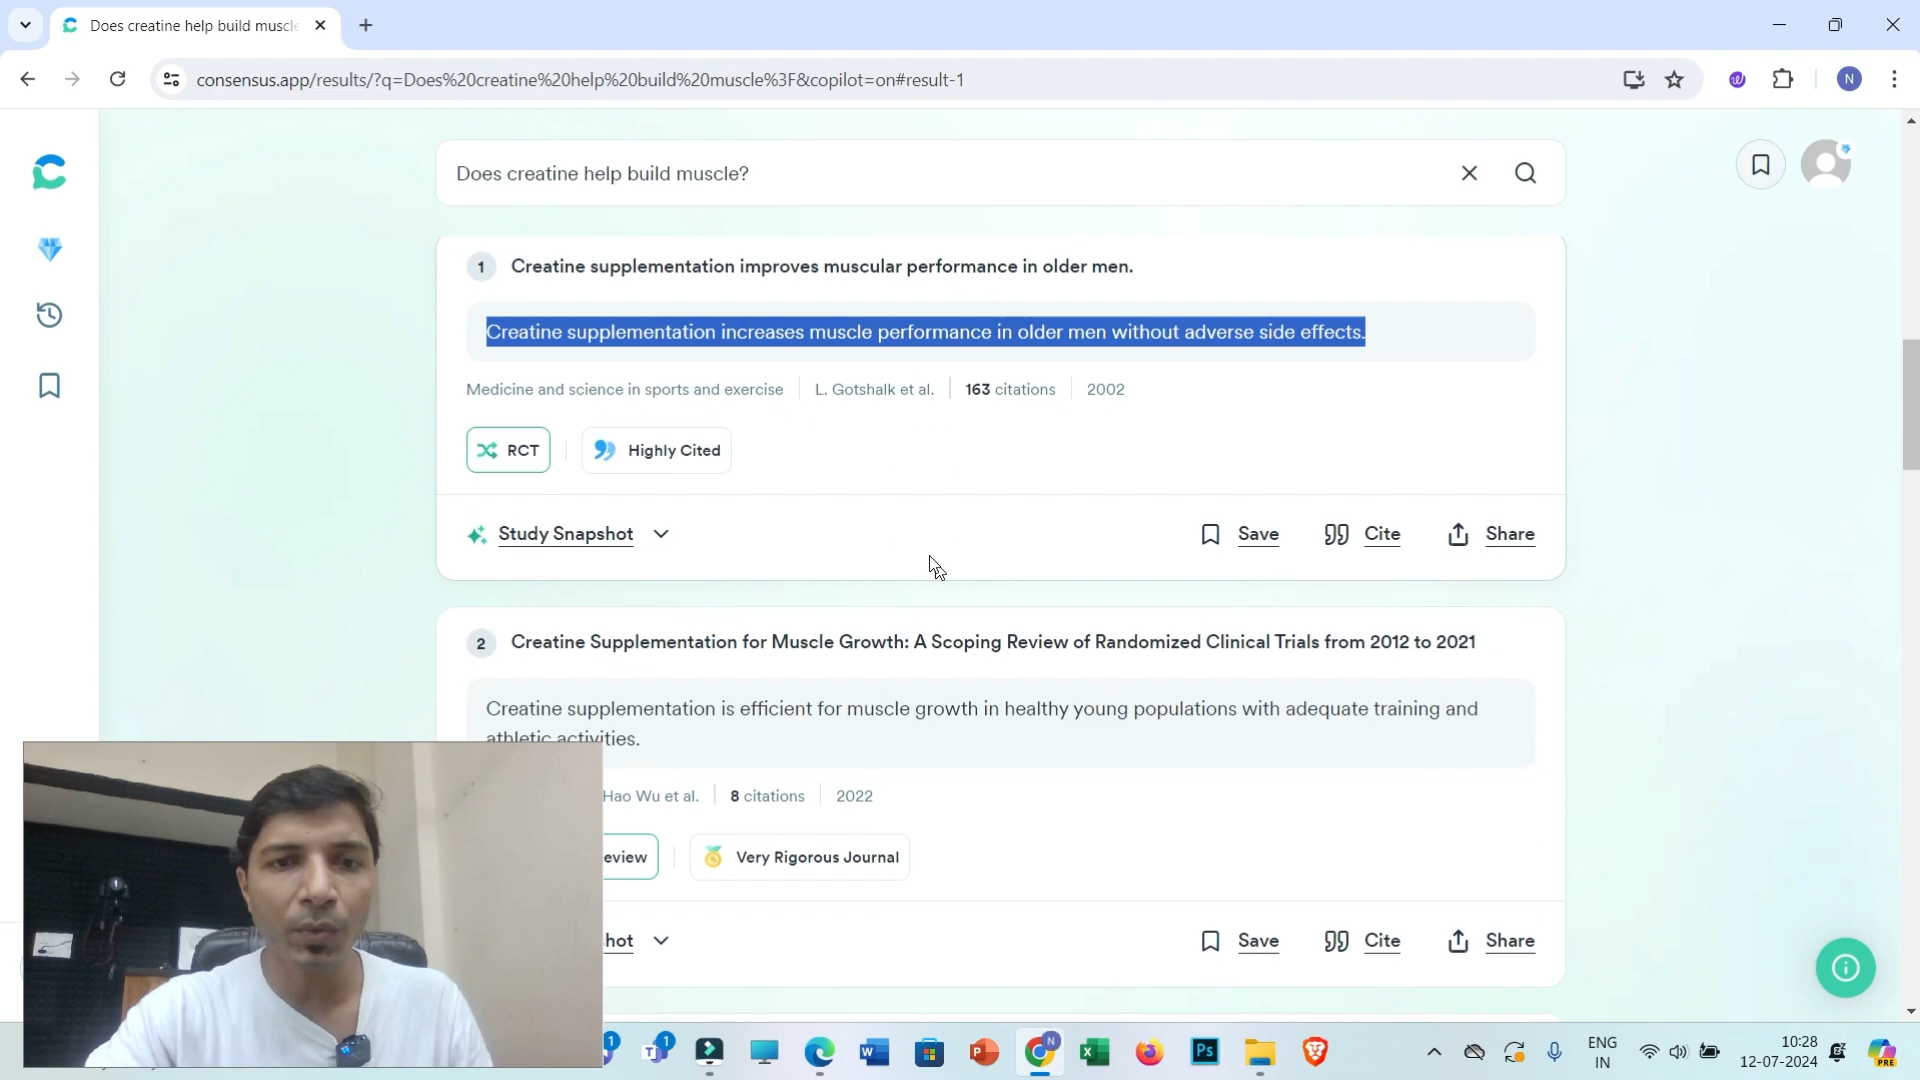 Does creatine help build muscle
consensus.app/results/?q=Does%20creatine%20help%20build%20muscle%3F&copilot=on#result-1
N
Does creatine help build muscle?
1 Creatine supplementation improves muscular performance in older men.
Creatine supplementation increases muscle performance in older men without adverse side effects.
Medicine and science in sports and exercise L. Gotshalk et al. 163 citations 2002
RCT Highly Cited
Study Snapshot Save Cite Share
2 Creatine Supplementation for Muscle Growth: A Scoping Review of Randomized Clinical Trials from 2012 to 2021
Creatine supplementation is efficient for muscle growth in healthy young populations with adequate training and
athletic activities.
Hao Wu et al. 8 citations 2022
eview Very Rigorous Journal
hot Save Cite Share
1 1 N Ps
ENG
IN
10:28
12-07-2024
PRE